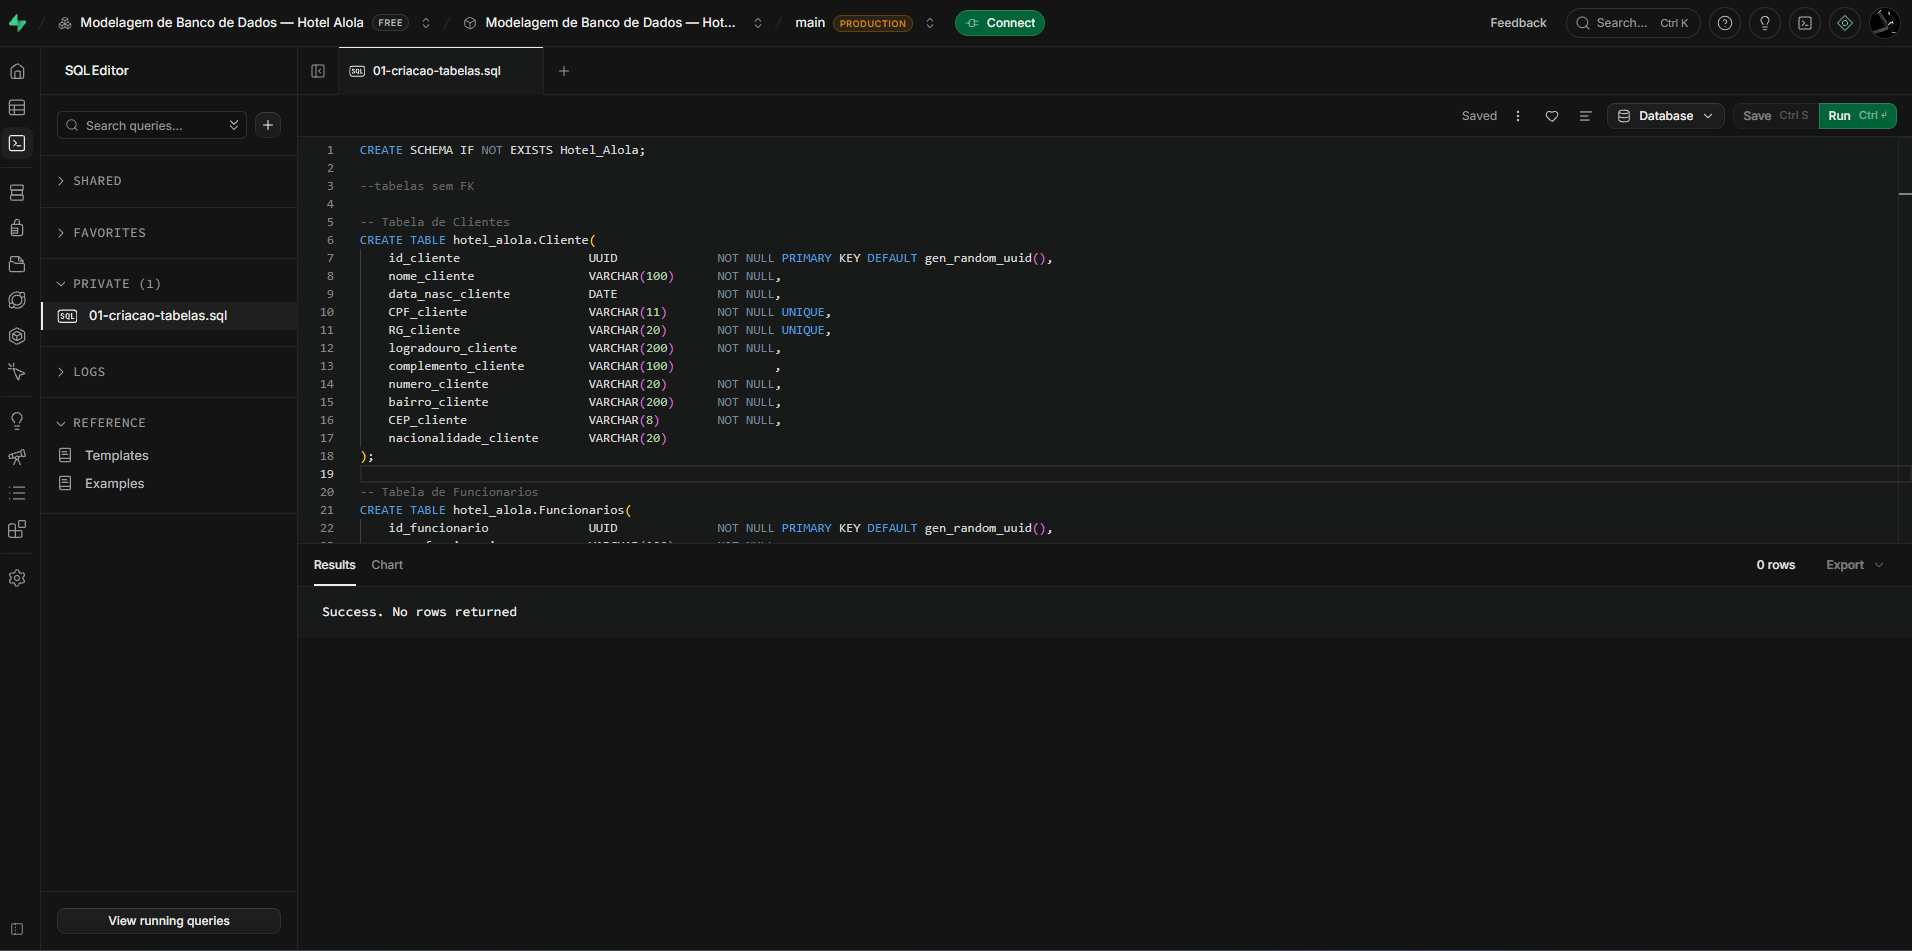 Modelagem de Banco de Dados — Hotel Alola FREE Modelagem de Banco de Dados — Hot... main PRODUCTION Connect Feedback Search... Ctrl K
SQL Editor
01-criacao-tabelas.sql
Search queries...
SHARED
FAVORITES
PRIVATE (1)
SQL 01-criacao-tabelas.sql
LOGS
REFERENCE
Templates
Examples
View running queries
Saved Database Save Ctrl S Run Ctrl ↵
1 CREATE SCHEMA IF NOT EXISTS Hotel_Alola;
2
3 --tabelas sem FK
4
5 -- Tabela de Clientes
6 CREATE TABLE hotel_alola.Cliente(
7 id_cliente UUID NOT NULL PRIMARY KEY DEFAULT gen_random_uuid(),
8 nome_cliente VARCHAR(100) NOT NULL,
9 data_nasc_cliente DATE NOT NULL,
10 CPF_cliente VARCHAR(11) NOT NULL UNIQUE,
11 RG_cliente VARCHAR(20) NOT NULL UNIQUE,
12 logradouro_cliente VARCHAR(200) NOT NULL,
13 complemento_cliente VARCHAR(100) ,
14 numero_cliente VARCHAR(20) NOT NULL,
15 bairro_cliente VARCHAR(200) NOT NULL,
16 CEP_cliente VARCHAR(8) NOT NULL,
17 nacionalidade_cliente VARCHAR(20)
18 );
19
20 -- Tabela de Funcionarios
21 CREATE TABLE hotel_alola.Funcionarios(
22 id_funcionario UUID NOT NULL PRIMARY KEY DEFAULT gen_random_uuid(),
Results Chart 0 rows Export
Success. No rows returned